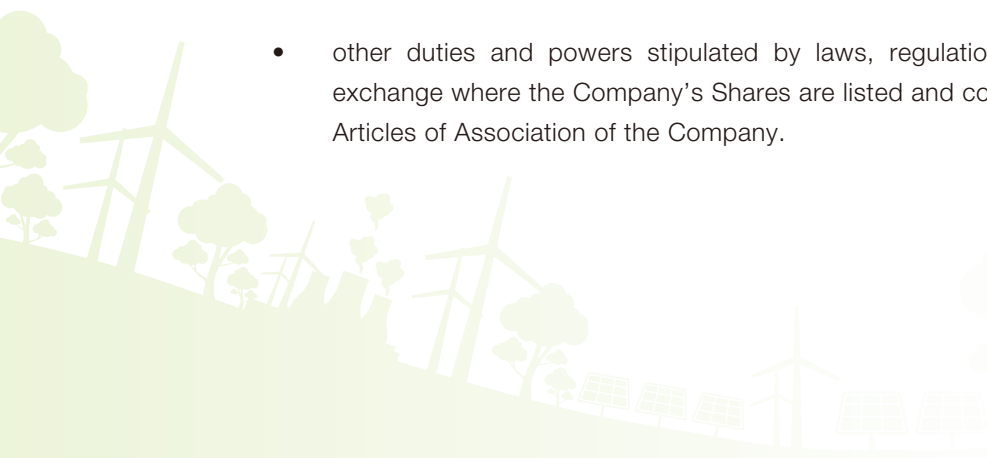 • other duties and powers stipulated by laws, regulatio
exchange where the Company's Shares are listed and co
Articles of Association of the Company.